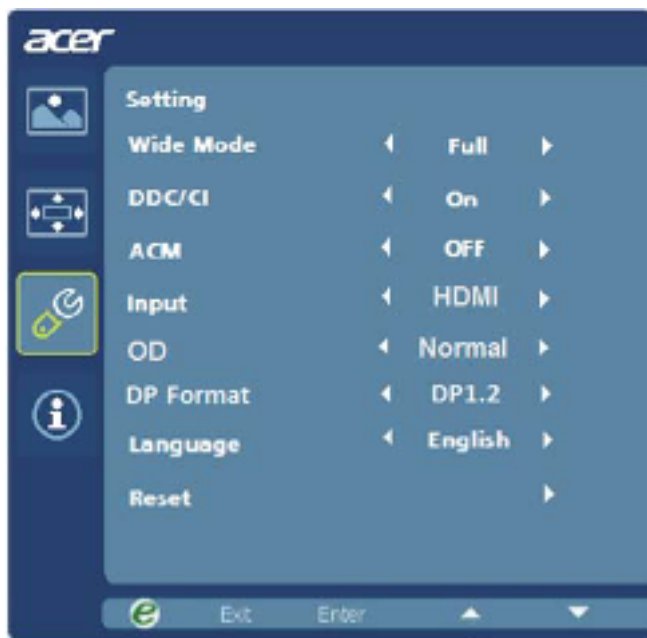 acer
Setting
Wide Mode Full
DDC/CI On
ACM OFF
Input HDMI
OD Normal
DP Format DP1.2
Language English
Reset
e Exit Enter